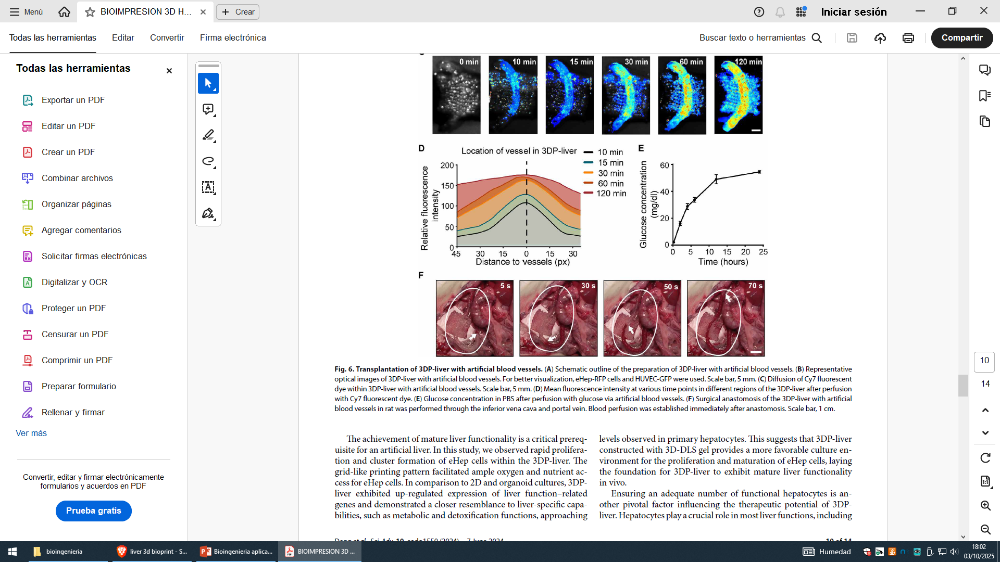 Menú
BIOIMPRESION 3D H...
Crear
Iniciar sesión
Todas las herramientas
Editar
Convertir
Firma electrónica
Buscar texto o herramientas
Compartir
Todas las herramientas
Exportar un PDF
Editar un PDF
Crear un PDF
Combinar archivos
Organizar páginas
Agregar comentarios
Solicitar firmas electrónicas
Digitalizar y OCR
Proteger un PDF
Censurar un PDF
Comprimir un PDF
Preparar formulario
Rellenar y firmar
Ver más
Convertir, editar y firmar electrónicamente
formularios y acuerdos en PDF
Prueba gratis
0 min
10 min
15 min
30 min
60 min
120 min
D
Location of vessel in 3DP-liver
10 min
15 min
30 min
60 min
120 min
Relative fluorescence
intensity
200
150
100
50
0
45 30 15 0 15 30
Distance to vessels (px)
E
Glucose concentration
(mg/dl)
60
40
20
0
0 5 10 15 20 25
Time (hours)
F
5 s
30 s
50 s
70 s
Fig. 6. Transplantation of 3DP-liver with artificial blood vessels. (A) Schematic outline of the preparation of 3DP-liver with artificial blood vessels. (B) Representative
optical images of 3DP-liver with artificial blood vessels. For better visualization, eHep-RFP cells and HUVEC-GFP were used. Scale bar, 5 mm. (C) Diffusion of Cy7 fluorescent
dye within 3DP-liver with artificial blood vessels. Scale bar, 5 mm. (D) Mean fluorescence intensity at various time points in different regions of the 3DP-liver after perfusion
with Cy7 fluorescent dye. (E) Glucose concentration in PBS after perfusion with glucose via artificial blood vessels. (F) Surgical anastomosis of the 3DP-liver with artificial
blood vessels in rat was performed through the inferior vena cava and portal vein. Blood perfusion was established immediately after anastomosis. Scale bar, 1 cm.
The achievement of mature liver functionality is a critical prereq-
uisite for an artificial liver. In this study, we observed rapid prolifera-
tion and cluster formation of eHep cells within the 3DP-liver. The
grid-like printing pattern facilitated ample oxygen and nutrient ac-
cess for eHep cells. In comparison to 2D and organoid cultures, 3DP-
liver exhibited up-regulated expression of liver function–related
genes and demonstrated a closer resemblance to liver-specific capa-
bilities, such as metabolic and detoxification functions, approaching
levels observed in primary hepatocytes. This suggests that 3DP-liver
constructed with 3D-DLS gel provides a more favorable culture en-
vironment for the proliferation and maturation of eHep cells, laying
the foundation for 3DP-liver to exhibit mature liver functionality
in vivo.
Ensuring an adequate number of functional hepatocytes is an-
other pivotal factor influencing the therapeutic potential of 3DP-
liver. Hepatocytes play a crucial role in most liver functions, including
10 of 14
10
14
bioingenieria
liver 3d bioprint - S...
Bioingenieria aplica...
BIOIMPRESION 3D ...
Humedad
18:02
03/10/2025